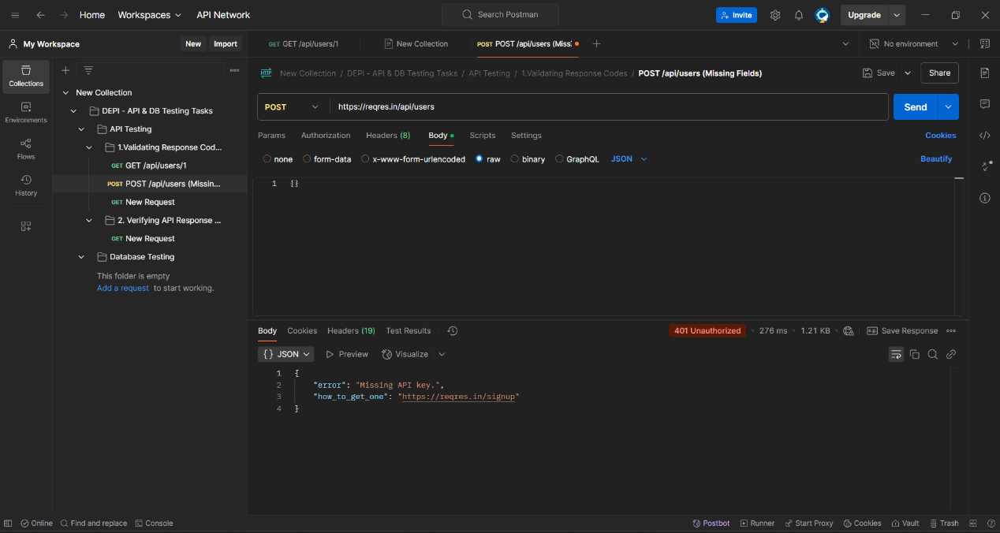 Home Workspaces API Network Search Postman Invite Upgrade
My Workspace New Import GET GET /api/users/1 New Collection POST POST /api/users (Miss No environment
Collections
Environments
Flows
History
New Collection
DEPI - API & DB Testing Tasks
API Testing
1.Validating Response Cod...
GET GET /api/users/1
POST POST /api/users (Missin...
GET New Request
2. Verifying API Response ...
GET New Request
Database Testing
This folder is empty
Add a request to start working.
HTTP New Collection / DEPI - API & DB Testing Tasks / API Testing / 1.Validating Response Codes / POST /api/users (Missing Fields) Save Share
POST https://reqres.in/api/users Send
Params Authorization Headers (8) Body Scripts Settings Cookies
none form-data x-www-form-urlencoded raw binary GraphQL JSON Beautify
1 {}
Body Cookies Headers (19) Test Results 401 Unauthorized 276 ms 1.21 KB Save Response
{} JSON Preview Visualize
1 {
2 "error": "Missing API key.",
3 "how_to_get_one": "https://reqres.in/signup"
4 }
Online Find and replace Console Postbot Runner Start Proxy Cookies Vault Trash